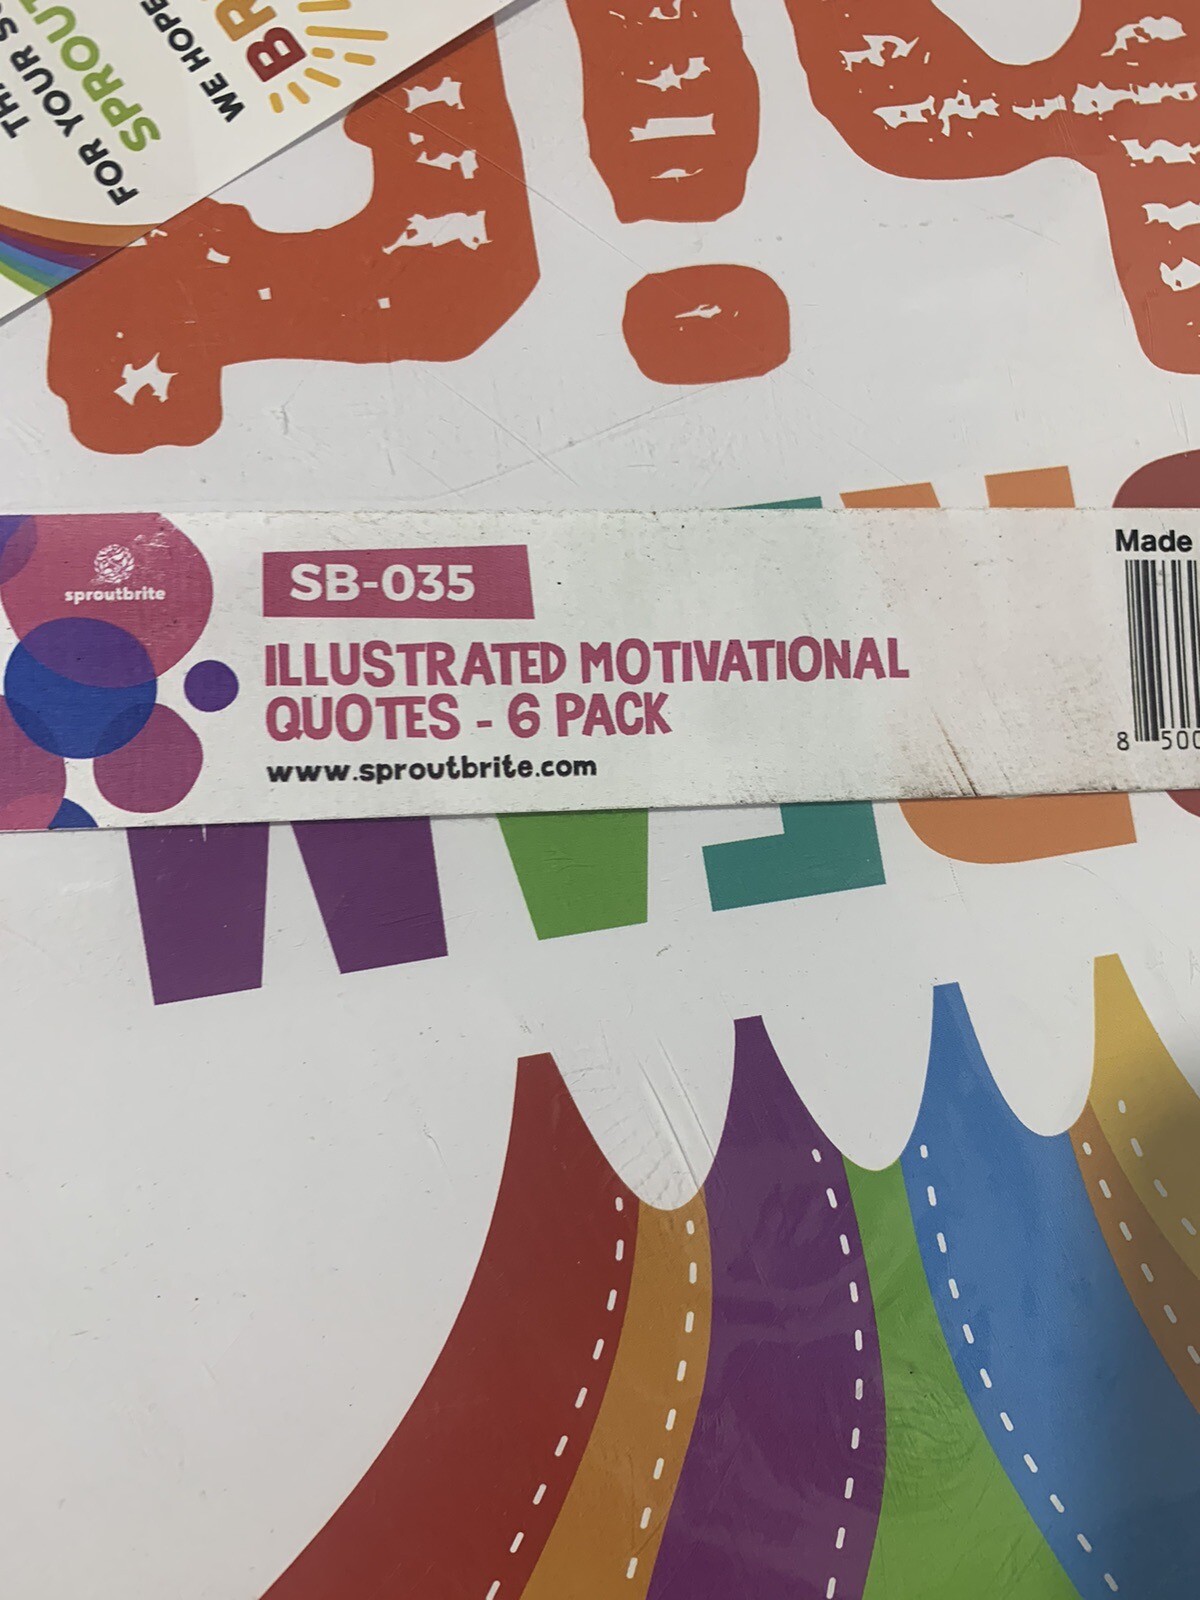 FOR YOUR
SPROUT
WE HOPE
BR
sproutbrite
SB-035
ILLUSTRATED MOTIVATIONAL
QUOTES - 6 PACK
www.sproutbrite.com
Made
8 500